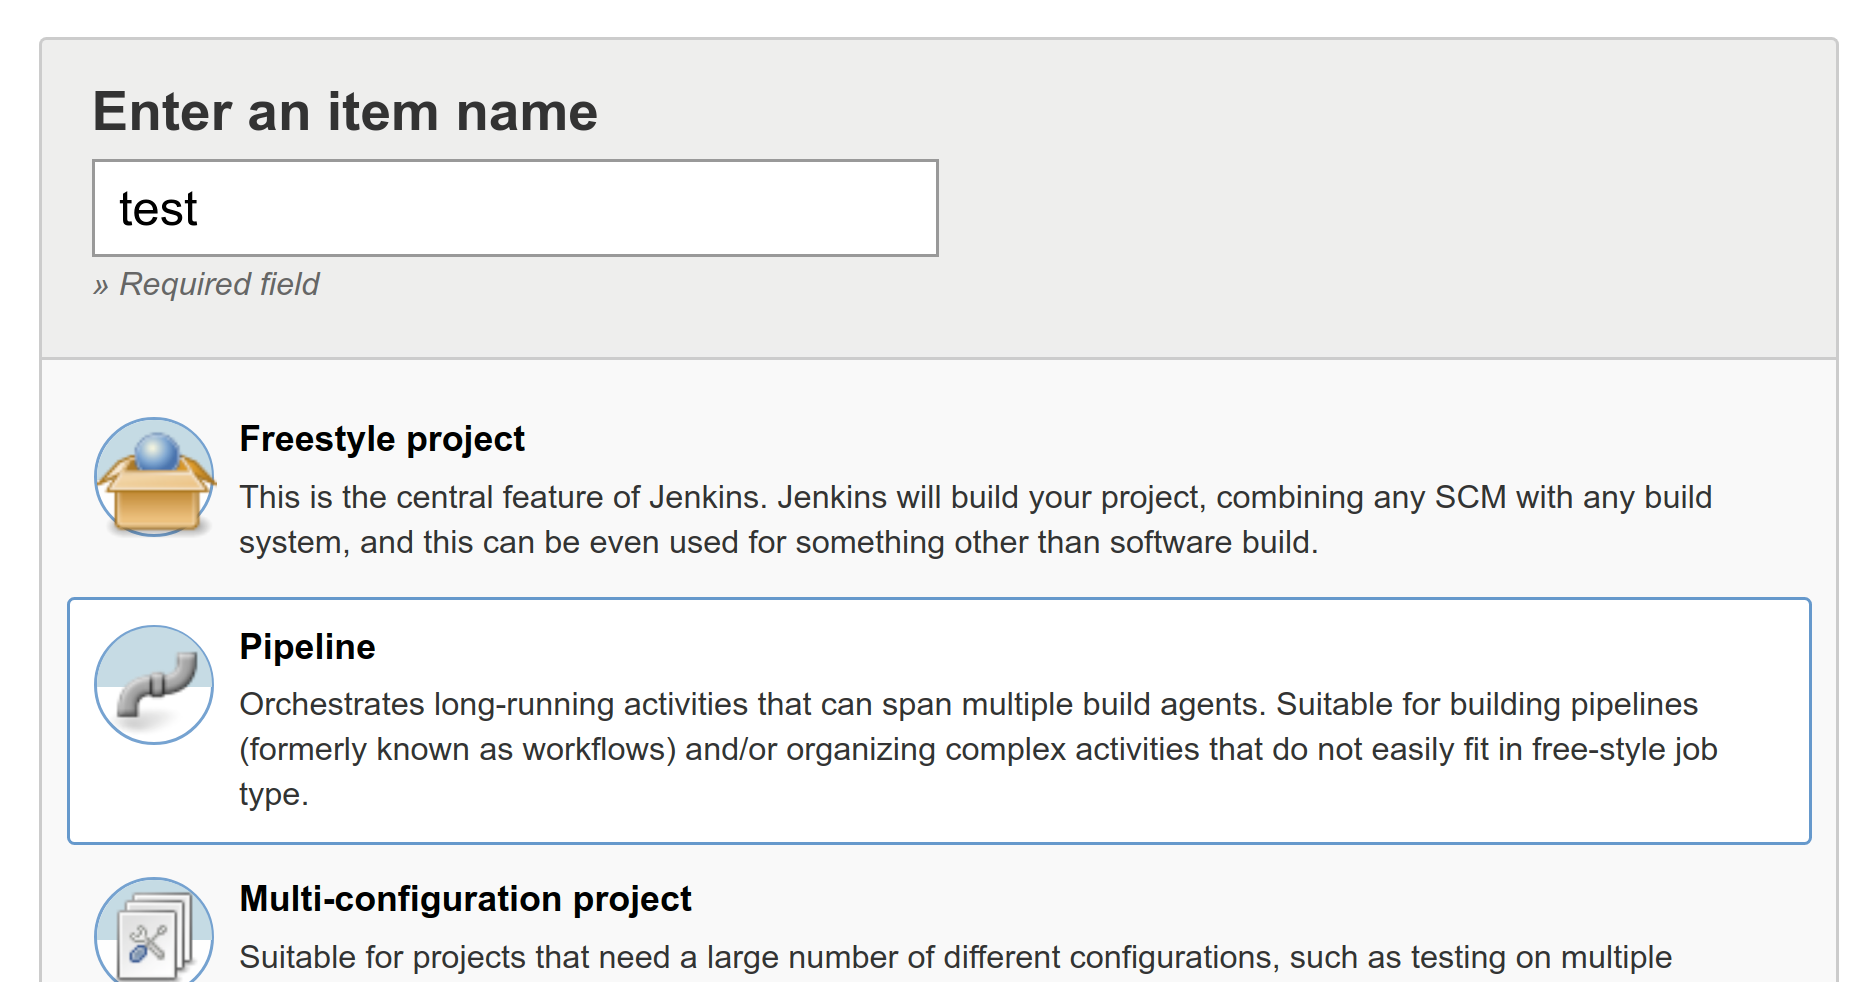 Enter an item name
test
» Required field
Freestyle project
This is the central feature of Jenkins. Jenkins will build your project, combining any SCM with any build
system, and this can be even used for something other than software build.
Pipeline
Orchestrates long-running activities that can span multiple build agents. Suitable for building pipelines
(formerly known as workflows) and/or organizing complex activities that do not easily fit in free-style job
type.
Multi-configuration project
Suitable for projects that need a large number of different configurations, such as testing on multiple